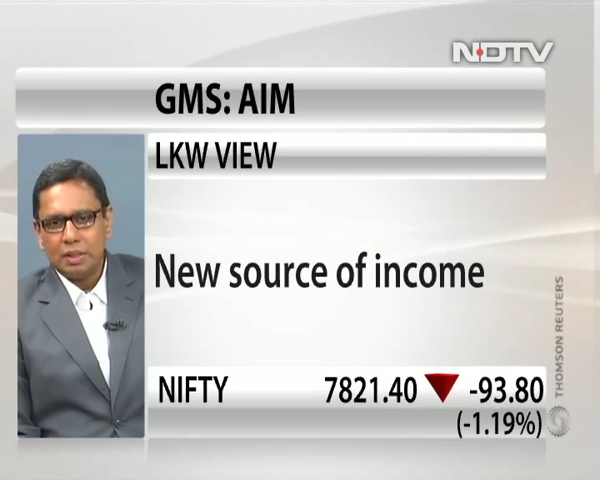 NDTV
GMS: AIM
LKW VIEW
New source of income
NIFTY 7821.40 -93.80
(-1.19%)
THOMSON REUTERS